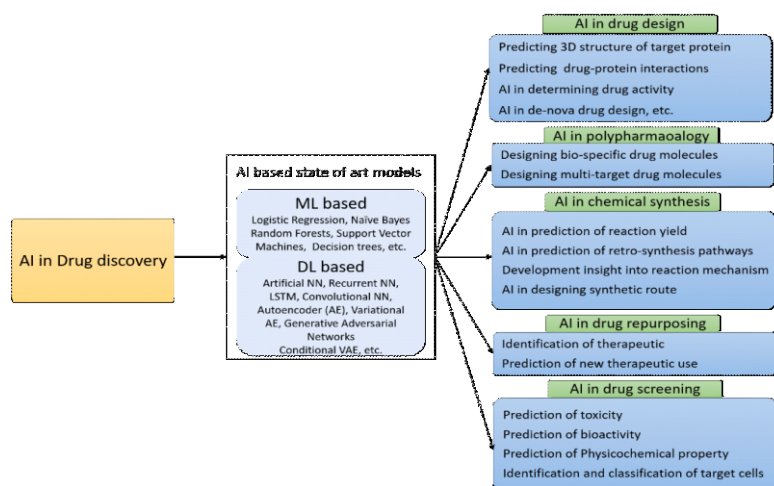 AI in Drug discovery
AI based state of art models
ML based
Logistic Regression, Naïve Bayes
Random Forests, Support Vector
Machines, Decision trees, etc.
DL based
Artificial NN, Recurrent NN,
LSTM, Convolutional NN,
Autoencoder (AE), Variational
AE, Generative Adversarial
Networks
Conditional VAE, etc.
AI in drug design
Predicting 3D structure of target protein
Predicting drug-protein interactions
AI in determining drug activity
AI in de-nova drug design, etc.
AI in polypharmaoalogy
Designing bio-specific drug molecules
Designing multi-target drug molecules
AI in chemical synthesis
AI in prediction of reaction yield
AI in prediction of retro-synthesis pathways
Development insight into reaction mechanism
AI in designing synthetic route
AI in drug repurposing
Identification of therapeutic
Prediction of new therapeutic use
AI in drug screening
Prediction of toxicity
Prediction of bioactivity
Prediction of Physicochemical property
Identification and classification of target cells